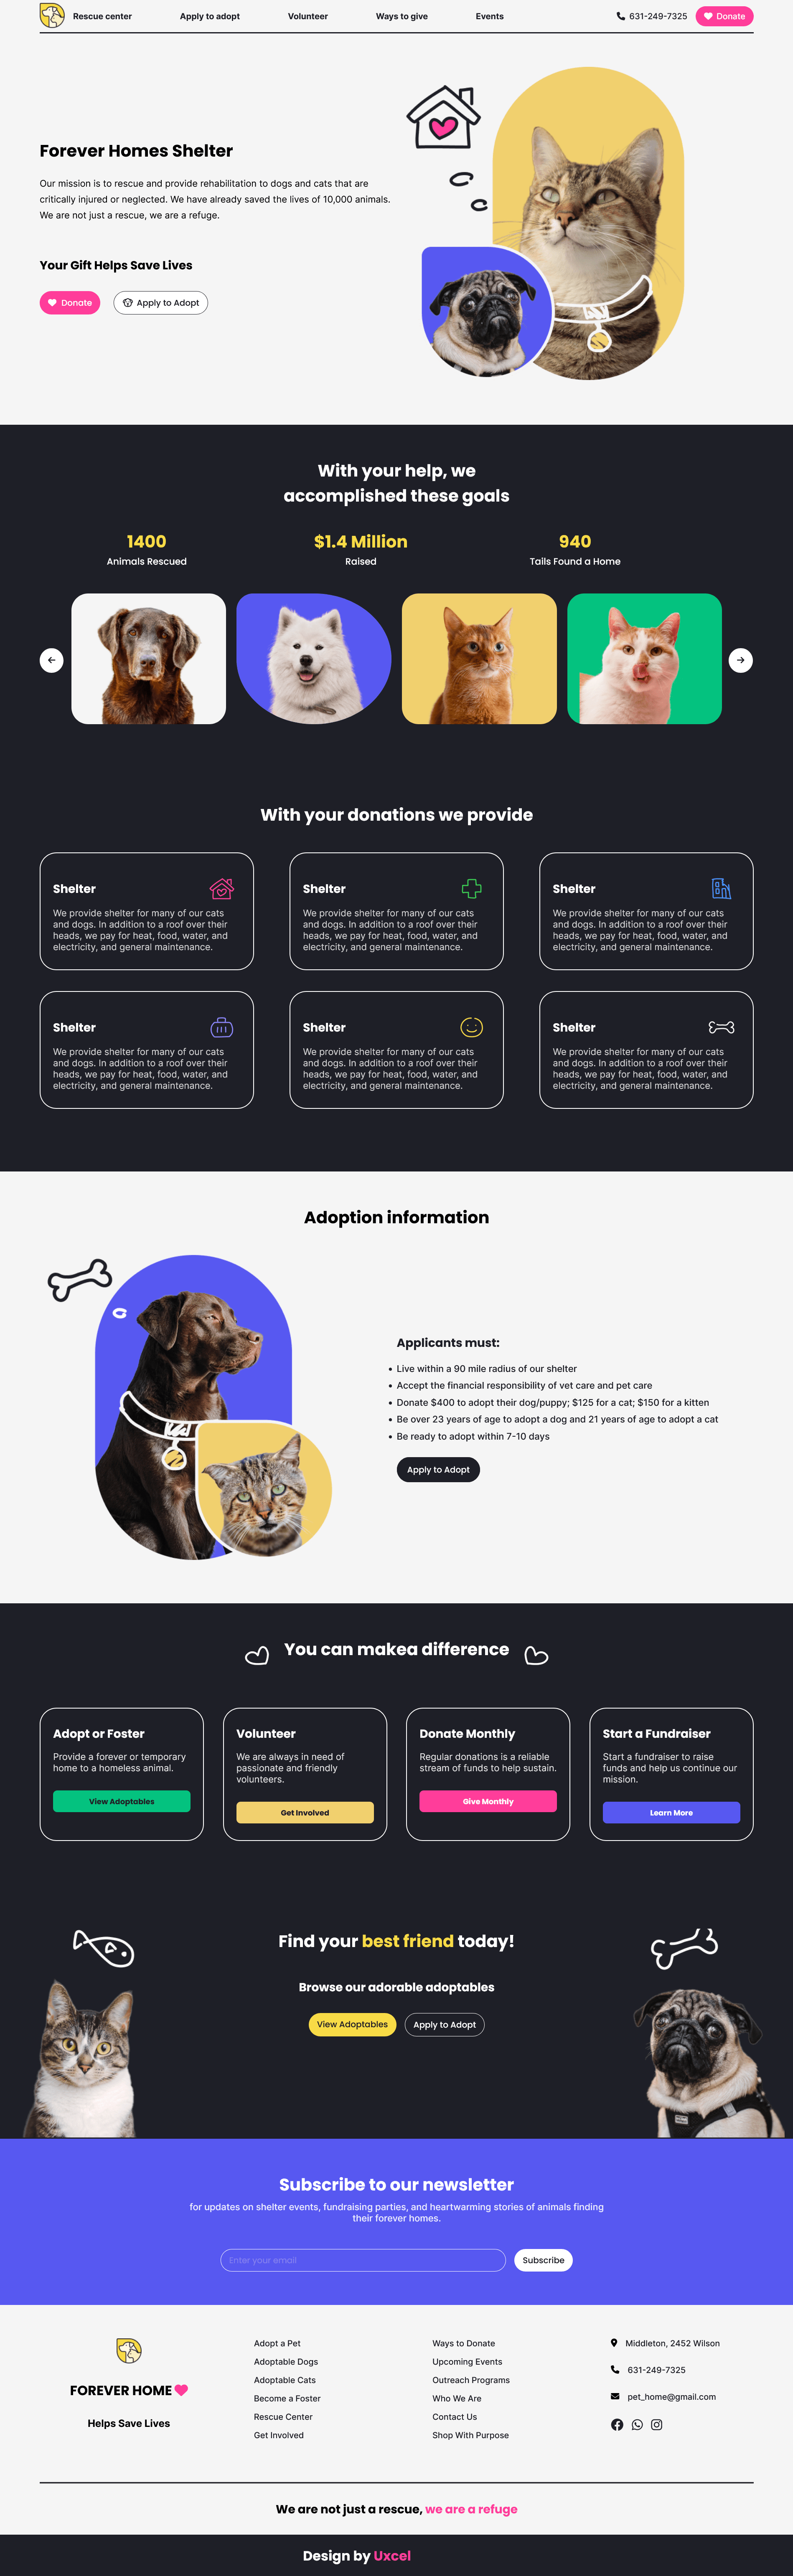 Rescue center
Apply to adopt
Volunteer
Ways to give
Events
631-249-7325
Donate
Forever Homes Shelter
Our mission is to rescue and provide rehabilitation to dogs and cats that are
critically injured or neglected. We have already saved the lives of 10,000 animals.
We are not just a rescue, we are a refuge.
Your Gift Helps Save Lives
Donate
Apply to Adopt
With your help, we
accomplished these goals
1400
Animals Rescued
$1.4 Million
Raised
940
Tails Found a Home
With your donations we provide
Shelter
We provide shelter for many of our cats
and dogs. In addition to a roof over their
heads, we pay for heat, food, water, and
electricity, and general maintenance.
Shelter
We provide shelter for many of our cats
and dogs. In addition to a roof over their
heads, we pay for heat, food, water, and
electricity, and general maintenance.
Shelter
We provide shelter for many of our cats
and dogs. In addition to a roof over their
heads, we pay for heat, food, water, and
electricity, and general maintenance.
Shelter
We provide shelter for many of our cats
and dogs. In addition to a roof over their
heads, we pay for heat, food, water, and
electricity, and general maintenance.
Shelter
We provide shelter for many of our cats
and dogs. In addition to a roof over their
heads, we pay for heat, food, water, and
electricity, and general maintenance.
Shelter
We provide shelter for many of our cats
and dogs. In addition to a roof over their
heads, we pay for heat, food, water, and
electricity, and general maintenance.
Adoption information
Applicants must:
• Live within a 90 mile radius of our shelter
• Accept the financial responsibility of vet care and pet care
• Donate $400 to adopt their dog/puppy; $125 for a cat; $150 for a kitten
• Be over 23 years of age to adopt a dog and 21 years of age to adopt a cat
• Be ready to adopt within 7-10 days
Apply to Adopt
You can makea difference
Adopt or Foster
Provide a forever or temporary
home to a homeless animal.
View Adoptables
Volunteer
We are always in need of
passionate and friendly
volunteers.
Get Involved
Donate Monthly
Regular donations is a reliable
stream of funds to help sustain.
Give Monthly
Start a Fundraiser
Start a fundraiser to raise
funds and help us continue our
mission.
Learn More
Find your best friend today!
Browse our adorable adoptables
View Adoptables
Apply to Adopt
Subscribe to our newsletter
for updates on shelter events, fundraising parties, and heartwarming stories of animals finding
their forever homes.
Enter your email
Subscribe
FOREVER HOME
Helps Save Lives
Adopt a Pet
Adoptable Dogs
Adoptable Cats
Become a Foster
Rescue Center
Get Involved
Ways to Donate
Upcoming Events
Outreach Programs
Who We Are
Contact Us
Shop With Purpose
Middleton, 2452 Wilson
631-249-7325
pet_home@gmail.com
We are not just a rescue, we are a refuge
Design by Uxcel